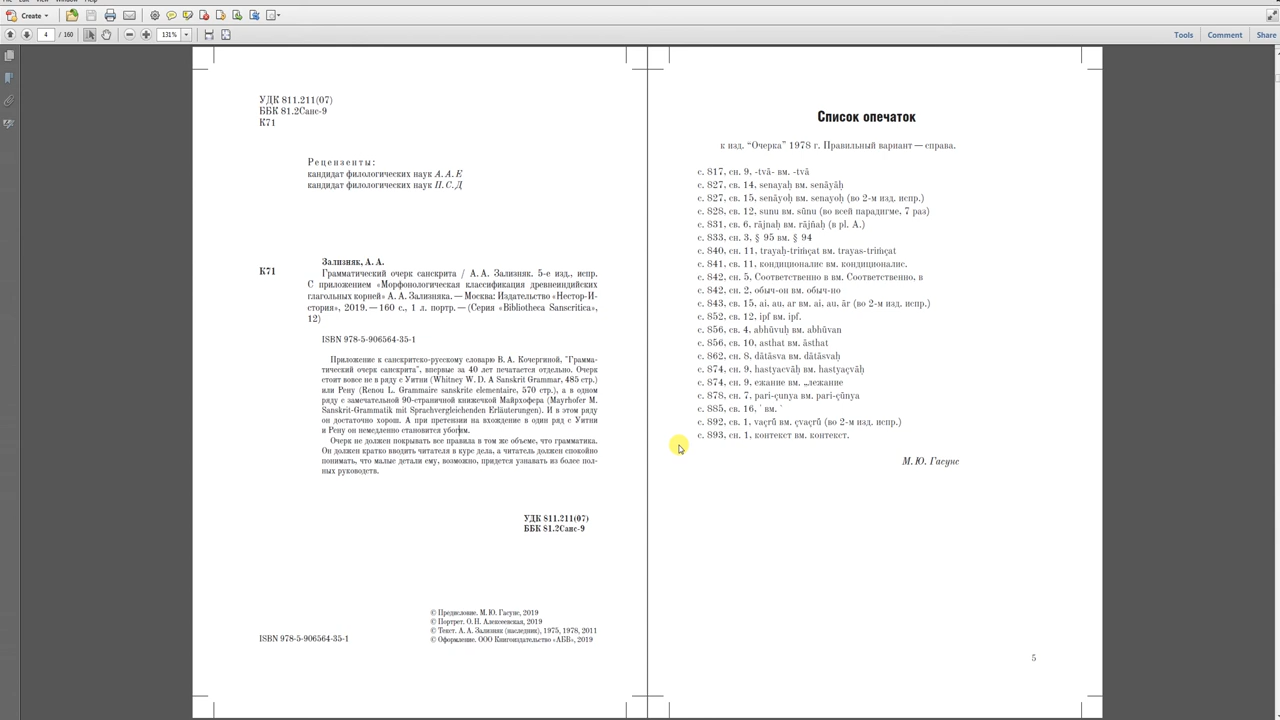 Create
4 / 160
131%
Tools
Comment
Share
УДК 811.211(07)
ББК 81.2Санс-9
К71
Рецензенты:
кандидат филологических наук А. А. Е
кандидат филологических наук Н. С. Д
Зализняк, А. А.
К71
Грамматический очерк санскрита / А. А. Зализняк. 5-е изд., испр.
С приложением «Морфонологическая классификация древнеиндийских
глагольных корней» А. А. Зализняка. — Москва: Издательство «Нестор-И-
стория», 2019. — 160 с., 1 л. портр. — (Серия «Bibliotheca Sanscritica»,
12)
ISBN 978-5-906564-35-1
Приложение к санскритско-русскому словарю В. А. Кочергиной, "Грамма-
тический очерк санскрита", впервые за 40 лет печатается отдельно. Очерк
стоит вовсе не в ряду с Уитни (Whitney W. D. A Sanskrit Grammar, 485 стр.)
или Рену (Renou L. Grammaire sanskrite elementaire, 570 стр.), а в одном
ряду с замечательной 90-страничной книжечкой Майрхофера (Mayrhofer M.
Sanskrit-Grammatik mit Sprachvergleichenden Erläuterungen). И в этом ряду
он достаточно хорош. А при претензии на вхождение в один ряд с Уитни
и Рену он немедленно становится убогим.
Очерк не должен покрывать все правила в том же объеме, что грамматика.
Он должен кратко вводить читателя в курс дела, а читатель должен спокойно
понимать, что малые детали ему, возможно, придется узнавать из более пол-
ных руководств.
УДК 811.211(07)
ББК 81.2Санс-9
© Предисловие. М. Ю. Гасунс, 2019
© Портрет. О. Н. Алексеевская, 2019
© Текст. А. А. Зализняк (наследник), 1975, 1978, 2011
© Оформление. ООО Книгоиздательство «АБВ», 2019
ISBN 978-5-906564-35-1
Список опечаток
к изд. “Очерка” 1978 г. Правильный вариант — справа.
с. 817, сн. 9, -tvā- вм. -tvā
с. 827, св. 14, senayaḥ вм. senāyāḥ
с. 827, св. 15, senāyoḥ вм. senayoḥ (во 2-м изд. испр.)
с. 828, св. 12, sunu вм. sūnu (во всей парадигме, 7 раз)
с. 831, св. 6, rājnaḥ вм. rājñaḥ (в pl. A.)
с. 833, сн. 3, § 95 вм. § 94
с. 840, сн. 11, trayaḥ-triṁçat вм. trayas-triṁçat
с. 841, св. 11, кондиционалис вм. кондиционалис.
с. 842, сн. 5, Соответственно в вм. Соответственно, в
с. 842, сн. 2, обыч-он вм. обыч-но
с. 843, св. 15, ai, au, ar вм. ai, au, ār (во 2-м изд. испр.)
с. 852, св. 12, ipf вм. ipf.
с. 856, св. 4, abhūvuḥ вм. abhūvan
с. 856, св. 10, asthat вм. āsthat
с. 862, сн. 8, dātāsva вм. dātāsvaḥ
с. 874, сн. 9, hastyacvāḥ вм. hastyaçvāḥ
с. 874, сн. 9, ежание вм. „лежание
с. 878, сн. 7, pari-çunya вм. pari-çūnya
с. 885, св. 16, ´ вм. `
с. 892, св. 1, vaçrū вм. çvaçrū (во 2-м изд. испр.)
с. 893, сн. 1, контекст вм. контекст.
М. Ю. Гасунс
5